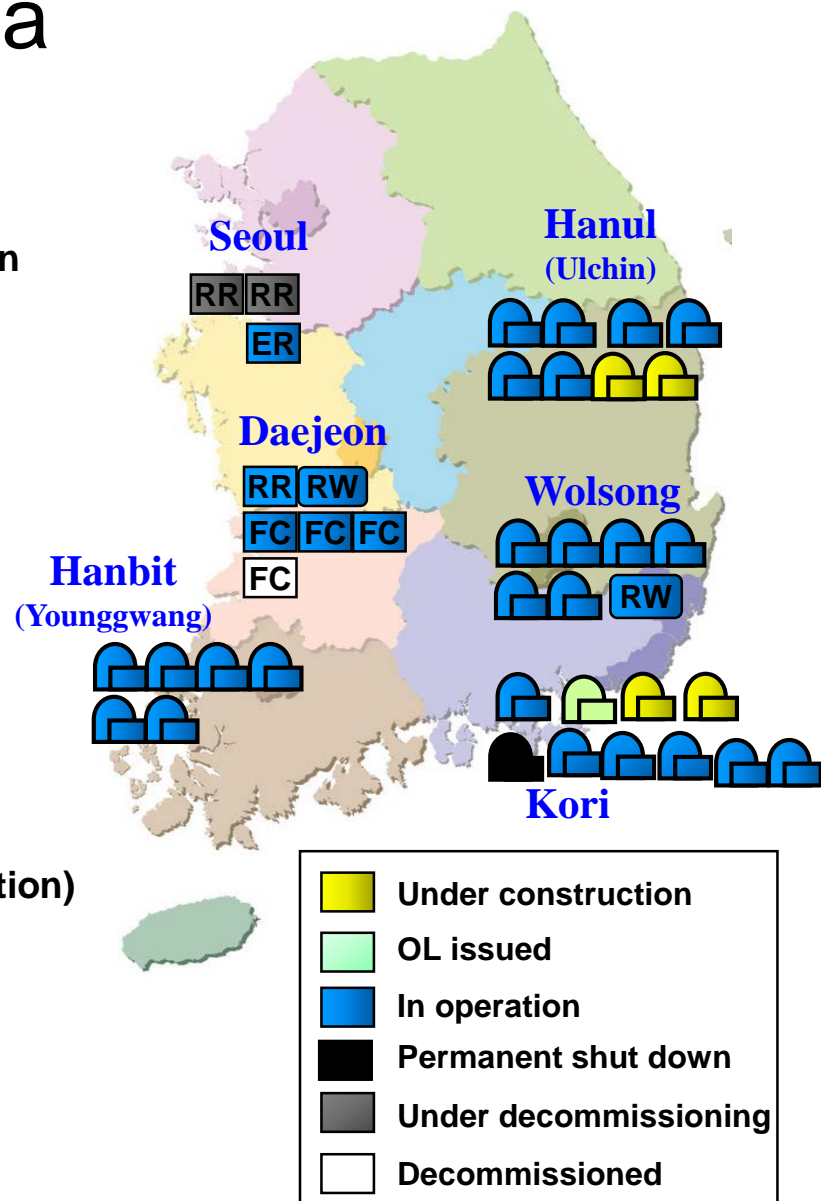 a
n
Seoul
RR RR
ER
Hanul
(Ulchin)
Daejeon
RR RW
FC FC FC
FC
Wolsong
RW
Hanbit
(Younggwang)
Kori
tion)
Under construction
OL issued
In operation
Permanent shut down
Under decommissioning
Decommissioned